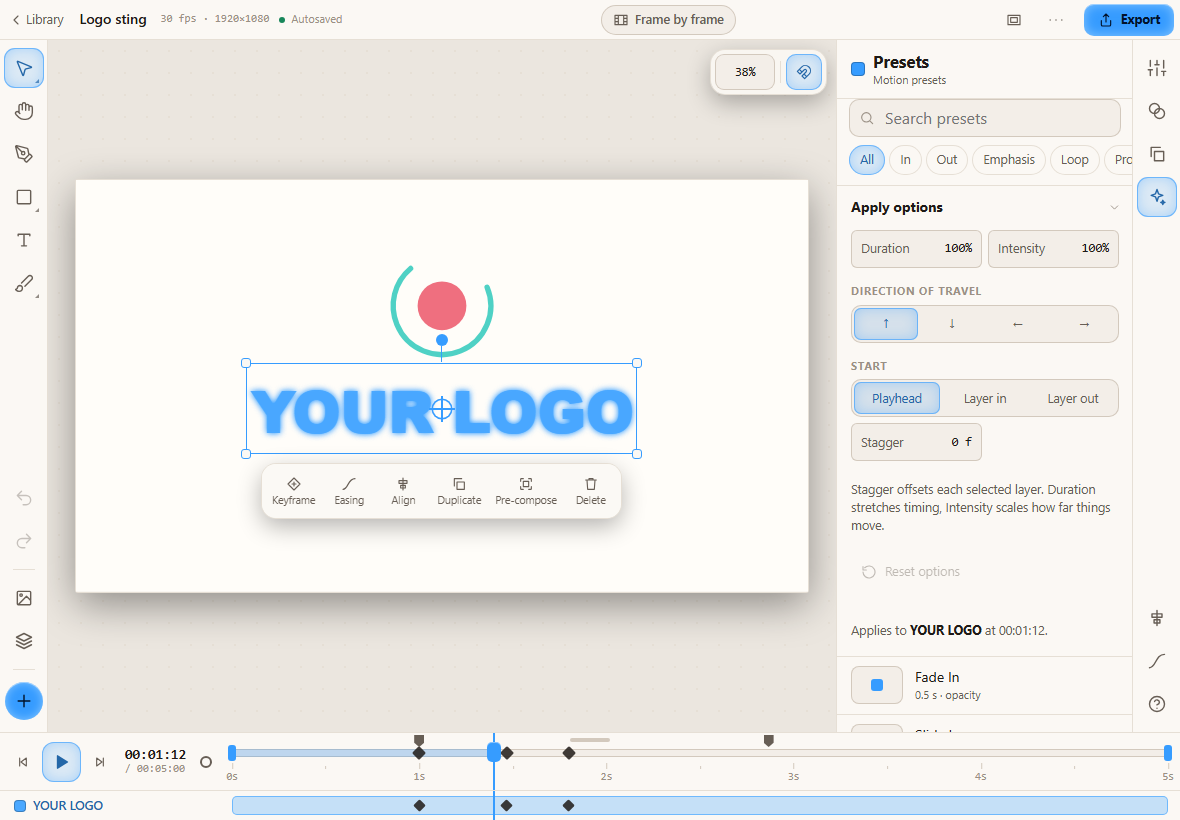 Library Logo sting 30 fps · 1920×1080 Autosaved Frame by frame ··· Export
38%
Presets
Motion presets
Search presets
All In Out Emphasis Loop Pro
Apply options
Duration 100% Intensity 100%
DIRECTION OF TRAVEL
↑ ↓ ← →
START
Playhead Layer in Layer out
Stagger 0 f
Stagger offsets each selected layer. Duration
stretches timing, Intensity scales how far things
move.
Reset options
Applies to YOUR LOGO at 00:01:12.
Fade In
0.5 s · opacity
YOUR LOGO
Keyframe Easing Align Duplicate Pre-compose Delete
00:01:12
/ 00:05:00
0s 1s 2s 3s 4s 5s
YOUR LOGO